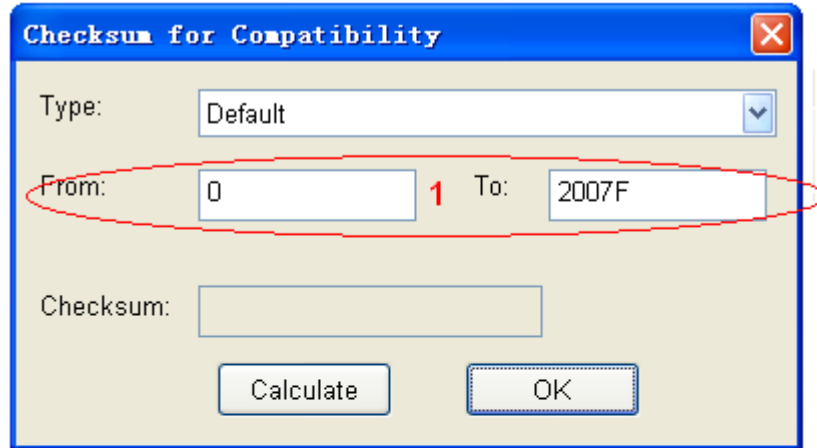 Checksum for Compatibility
Type: Default
From: 0 1 To: 2007F
Checksum:
Calculate OK